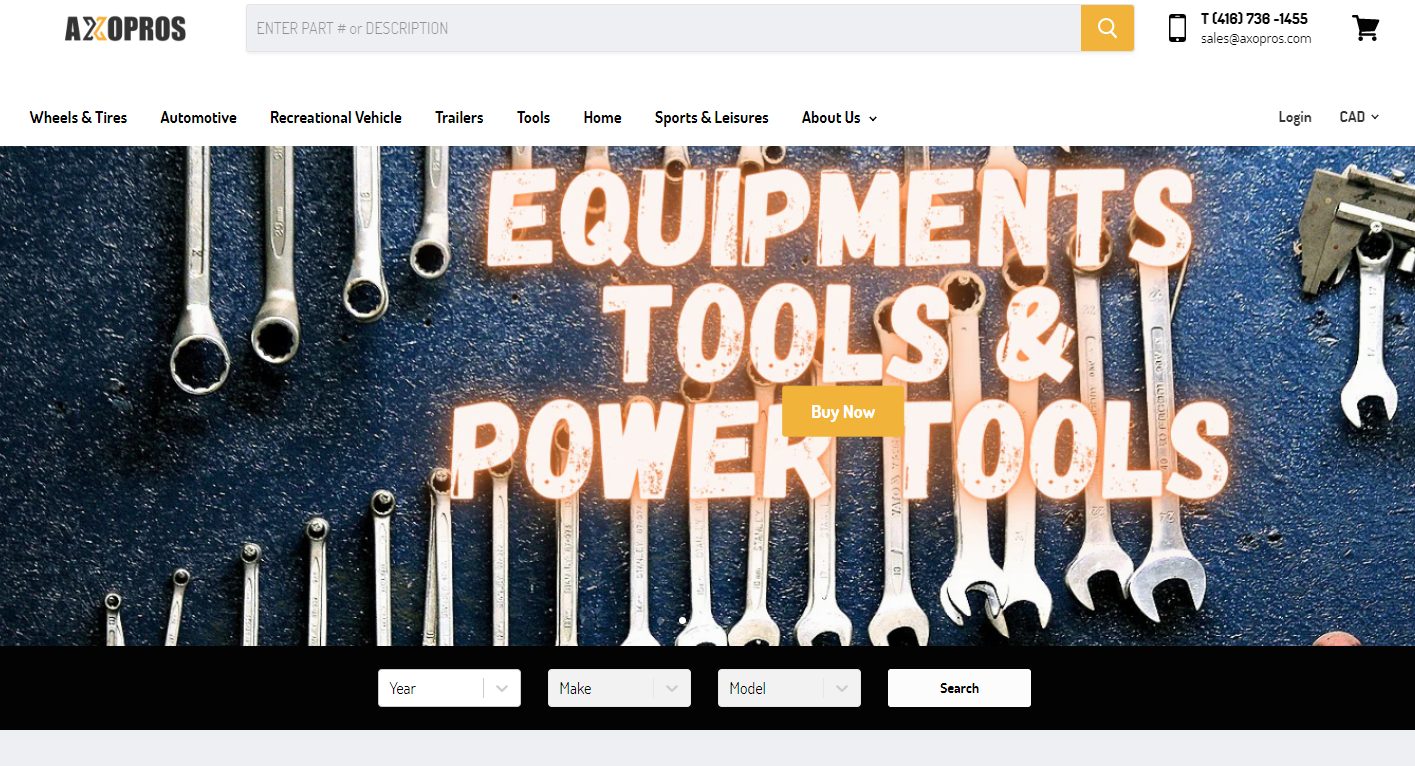 AXOPROS
ENTER PART # or DESCRIPTION
T (416) 736 -1455
sales@axopros.com
Wheels & Tires
Automotive
Recreational Vehicle
Trailers
Tools
Home
Sports & Leisures
About Us
Login
CAD
EQUIPMENTS
TOOLS &
POWER TOOLS
Buy Now
Year
Make
Model
Search